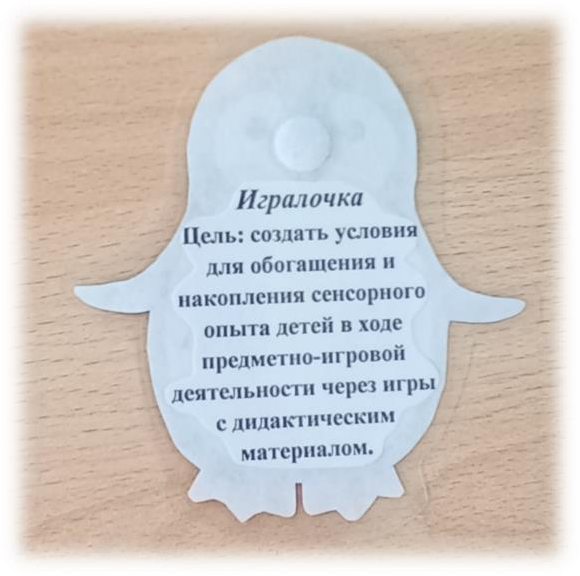 Игралочка
Цель: создать условия
для обогащения и
накопления сенсорного
опыта детей в ходе
предметно-игровой
деятельности через игры
с дидактическим
материалом.